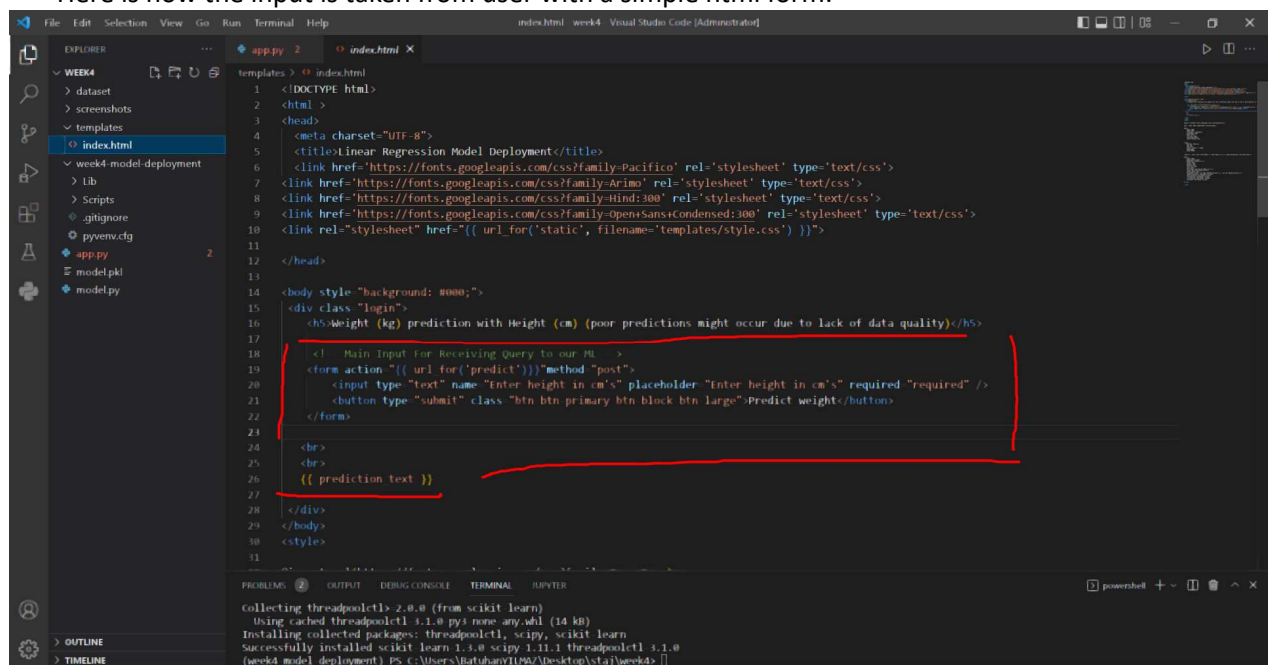 Here is how the input is taken from user with a simple html form.
File Edit Selection View Go Run Terminal Help
index.html week4 Visual Studio Code [Administrator]
EXPLORER
app.py 2
index.html
WEEK4
templates > index.html
> dataset
> screenshots
templates
index.html
week4-model-deployment
> Lib
> Scripts
.gitignore
pyvenv.cfg
app.py 2
model.pkl
model.py
1 <!DOCTYPE html>
2 <html >
3 <head>
4 <meta charset="UTF-8">
5 <title>Linear Regression Model Deployment</title>
6 <link href='https://fonts.googleapis.com/css?family=Pacifico' rel='stylesheet' type='text/css'>
7 <link href='https://fonts.googleapis.com/css?family=Arimo' rel='stylesheet' type='text/css'>
8 <link href='https://fonts.googleapis.com/css?family=Hind:300' rel='stylesheet' type='text/css'>
9 <link href='https://fonts.googleapis.com/css?family=Open+Sans+Condensed:300' rel='stylesheet' type='text/css'>
10 <link rel="stylesheet" href="{{ url_for('static', filename='templates/style.css') }}">
11
12 </head>
13
14 <body style="background: #000;">
15 <div class="login">
16 <h5>Weight (kg) prediction with Height (cm) (poor predictions might occur due to lack of data quality)</h5>
17
18 <!-- Main Input For Receiving Query to our ML -->
19 <form action="{{ url_for('predict')}}"method="post">
20 <input type="text" name="Enter height in cm's" placeholder="Enter height in cm's" required="required" />
21 <button type="submit" class="btn btn-primary btn-block btn-large">Predict weight</button>
22 </form>
23
24 <br>
25 <br>
26 {{ prediction_text }}
27
28 </div>
29 </body>
30 <style>
31
PROBLEMS 2 OUTPUT DEBUG CONSOLE TERMINAL JUPYTER
powershell
Collecting threadpoolctl>=2.0.0 (from scikit-learn)
Using cached threadpoolctl-3.1.0-py3-none-any.whl (14 kB)
Installing collected packages: threadpoolctl, scipy, scikit-learn
Successfully installed scikit-learn-1.3.0 scipy-1.11.1 threadpoolctl-3.1.0
(week4-model-deployment) PS C:\Users\BatuhanYILMAZ\Desktop\staj\week4>
> OUTLINE
> TIMELINE